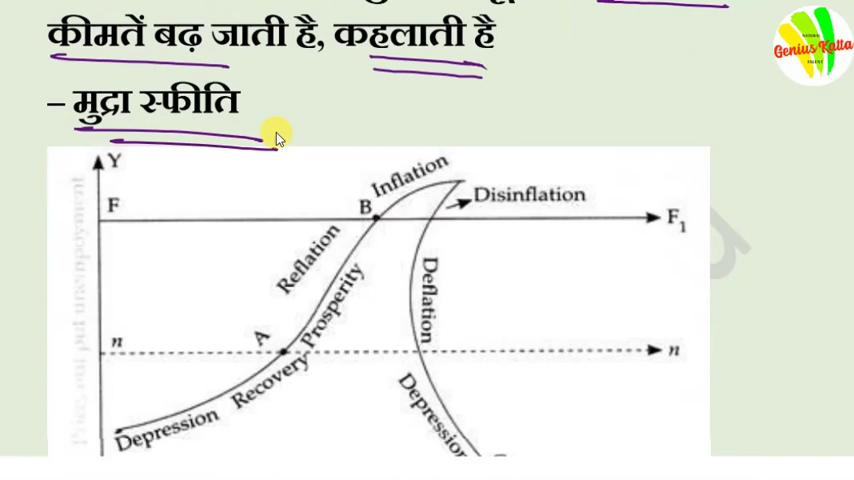 कीमतें बढ़ जाती है, कहलाती है
– मुद्रा स्फीति
Genius Katta
Y
Inflation
Disinflation
F
B
F₁
Reflation
Prosperity
Deflation
n
A
n
Recovery
Depression
Depression